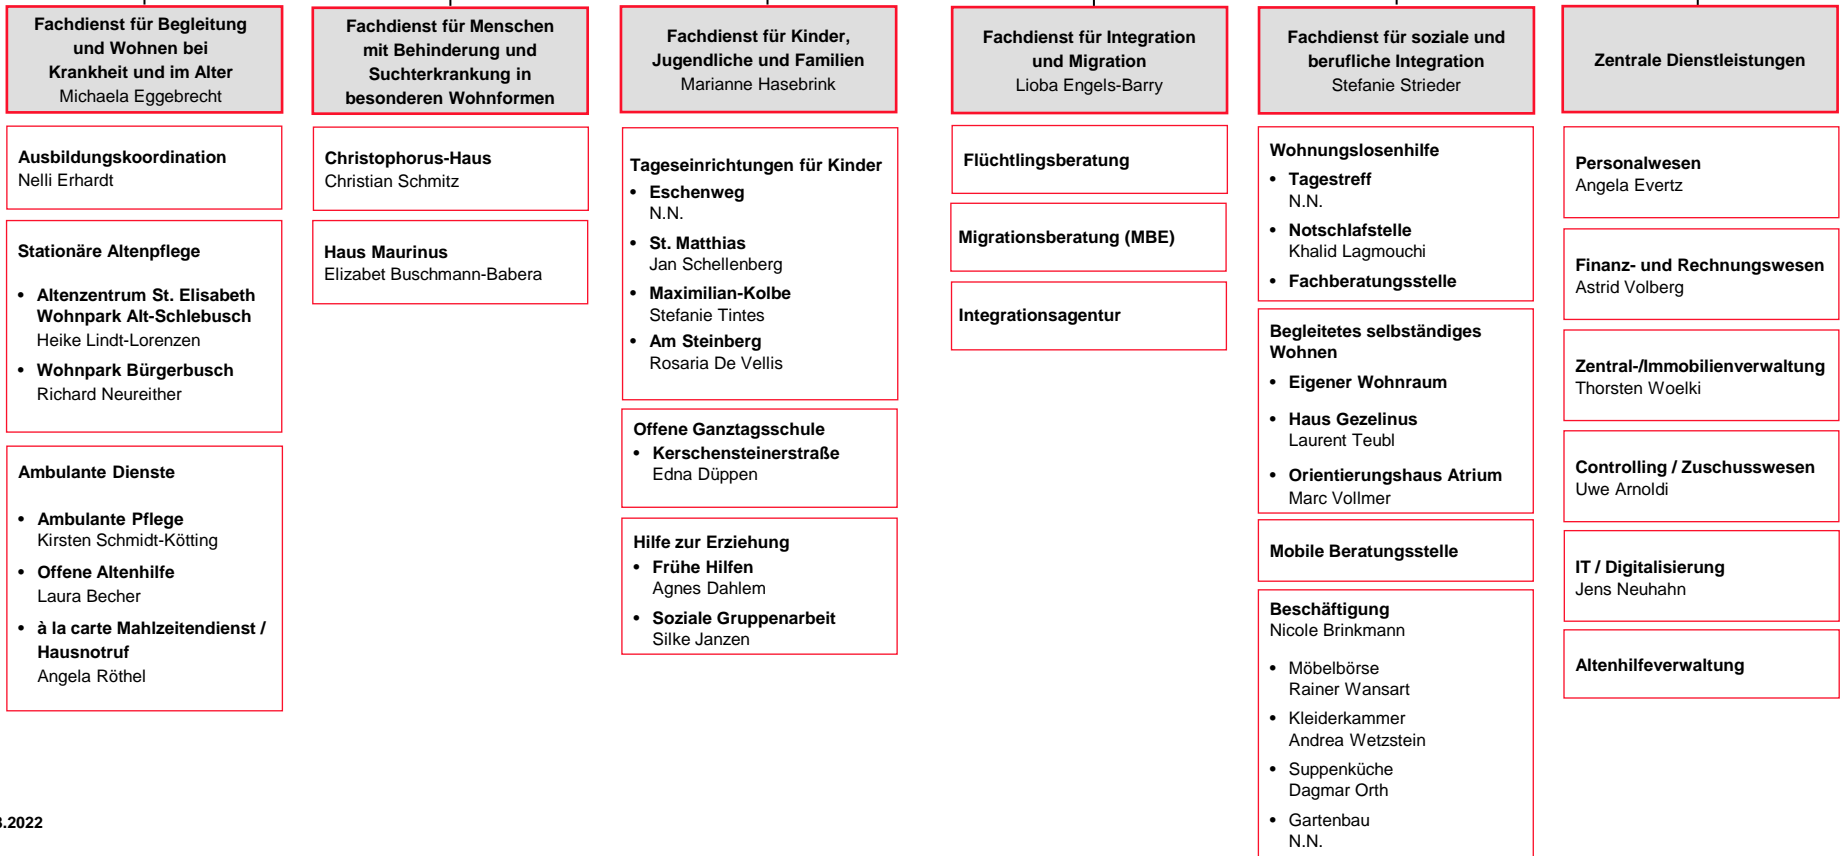 Fachdienst für Begleitung
und Wohnen bei
Krankheit und im Alter
Michaela Eggebrecht
Ausbildungskoordination
Nelli Erhardt
Stationäre Altenpflege
• Altenzentrum St. Elisabeth
Wohnpark Alt-Schlebusch
Heike Lindt-Lorenzen
• Wohnpark Bürgerbusch
Richard Neureither
Ambulante Dienste
• Ambulante Pflege
Kirsten Schmidt-Kötting
• Offene Altenhilfe
Laura Becher
• à la carte Mahlzeitendienst /
Hausnotruf
Angela Röthel
Fachdienst für Menschen
mit Behinderung und
Suchterkrankung in
besonderen Wohnformen
Christophorus-Haus
Christian Schmitz
Haus Maurinus
Elizabet Buschmann-Babera
Fachdienst für Kinder,
Jugendliche und Familien
Marianne Hasebrink
Tageseinrichtungen für Kinder
• Eschenweg
N.N.
• St. Matthias
Jan Schellenberg
• Maximilian-Kolbe
Stefanie Tintes
• Am Steinberg
Rosaria De Vellis
Offene Ganztagsschule
• Kerschensteinerstraße
Edna Düppen
Hilfe zur Erziehung
• Frühe Hilfen
Agnes Dahlem
• Soziale Gruppenarbeit
Silke Janzen
Fachdienst für Integration
und Migration
Lioba Engels-Barry
Flüchtlingsberatung
Migrationsberatung (MBE)
Integrationsagentur
Fachdienst für soziale und
berufliche Integration
Stefanie Strieder
Wohnungslosenhilfe
• Tagestreff
N.N.
• Notschlafstelle
Khalid Lagmouchi
• Fachberatungsstelle
Begleitetes selbständiges
Wohnen
• Eigener Wohnraum
• Haus Gezelinus
Laurent Teubl
• Orientierungshaus Atrium
Marc Vollmer
Mobile Beratungsstelle
Beschäftigung
Nicole Brinkmann
• Möbelbörse
Rainer Wansart
• Kleiderkammer
Andrea Wetzstein
• Suppenküche
Dagmar Orth
• Gartenbau
N.N.
Zentrale Dienstleistungen
Personalwesen
Angela Evertz
Finanz- und Rechnungswesen
Astrid Volberg
Zentral-/Immobilienverwaltung
Thorsten Woelki
Controlling / Zuschusswesen
Uwe Arnoldi
IT / Digitalisierung
Jens Neuhahn
Altenhilfeverwaltung
.2022